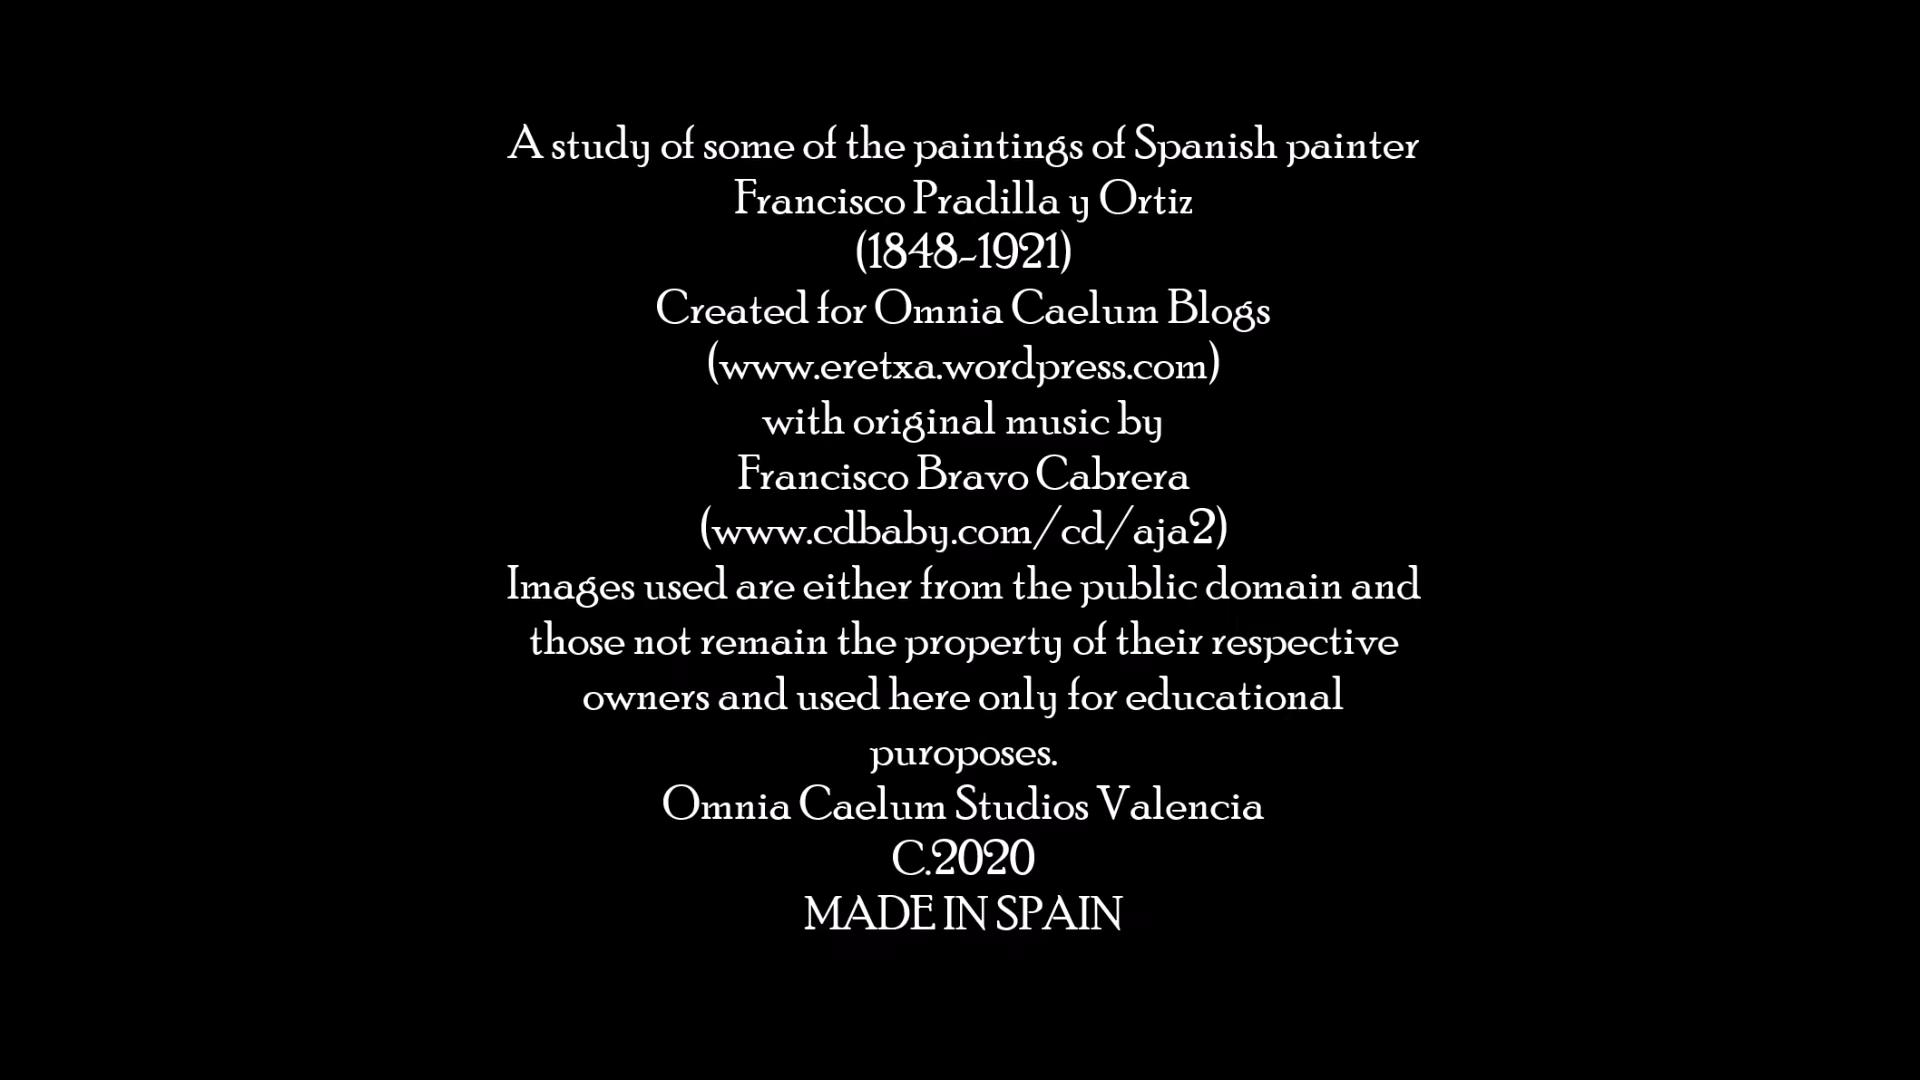 A study of some of the paintings of Spanish painter
Francisco Pradilla y Ortiz
(1848-1921)
Created for Omnia Caelum Blogs
(www.eretxa.wordpress.com)
with original music by
Francisco Bravo Cabrera
(www.cdbaby.com/cd/aja2)
Images used are either from the public domain and
those not remain the property of their respective
owners and used here only for educational
puroposes.
Omnia Caelum Studios Valencia
C.2020
MADE IN SPAIN